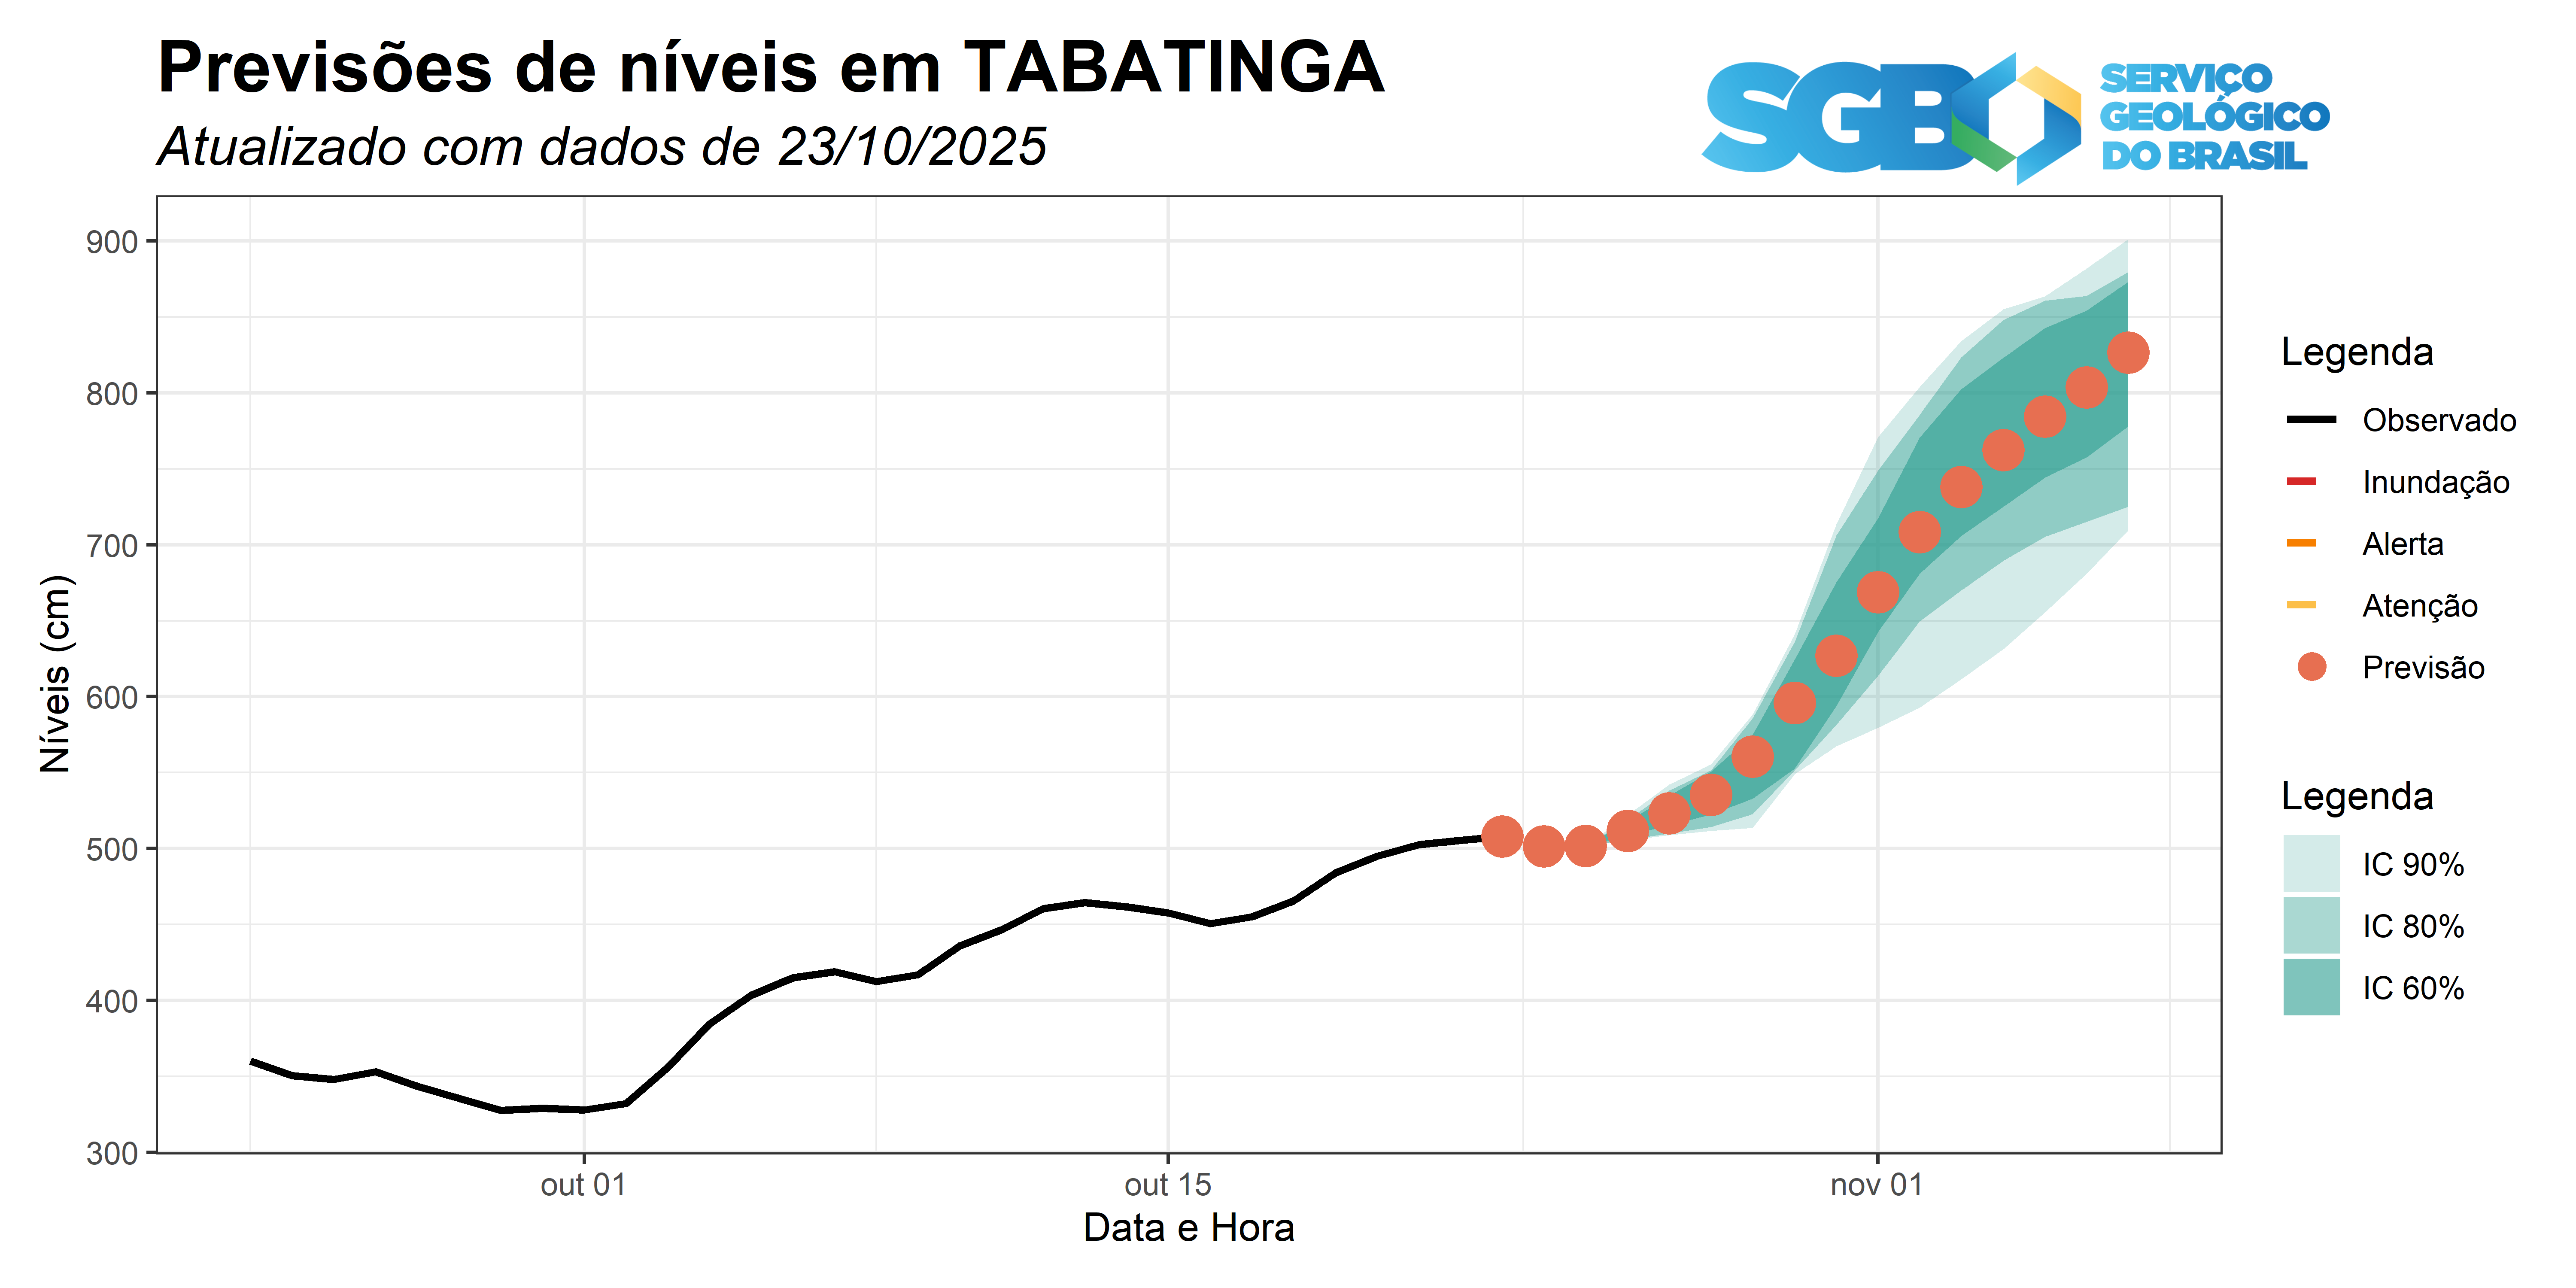 Previsões de níveis em TABATINGA
Atualizado com dados de 23/10/2025
SGB
SERVIÇO
GEOLÓGICO
DO BRASIL
Níveis (cm)
900
800
700
600
500
400
300
out 01
out 15
nov 01
Data e Hora
Legenda
Observado
Inundação
Alerta
Atenção
Previsão
Legenda
IC 90%
IC 80%
IC 60%